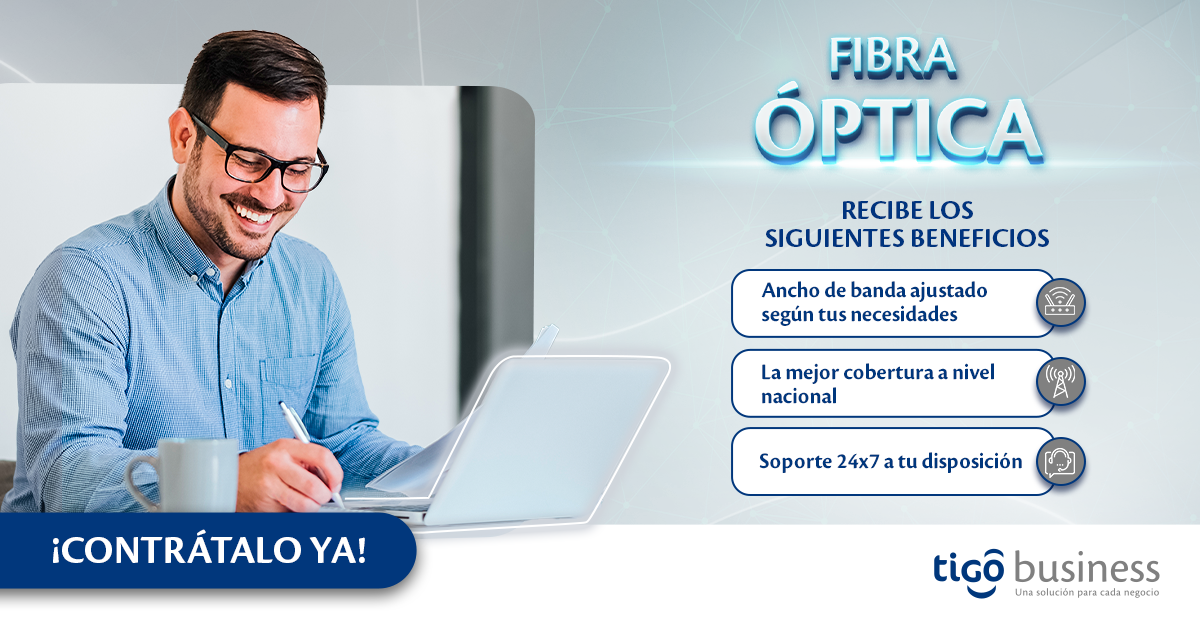 FIBRA
ÓPTICA
RECIBE LOS
SIGUIENTES BENEFICIOS
Ancho de banda ajustado
según tus necesidades
La mejor cobertura a nivel
nacional
Soporte 24x7 a tu disposición
¡CONTRÁTALO YA!
tigo business
Una solución para cada negocio